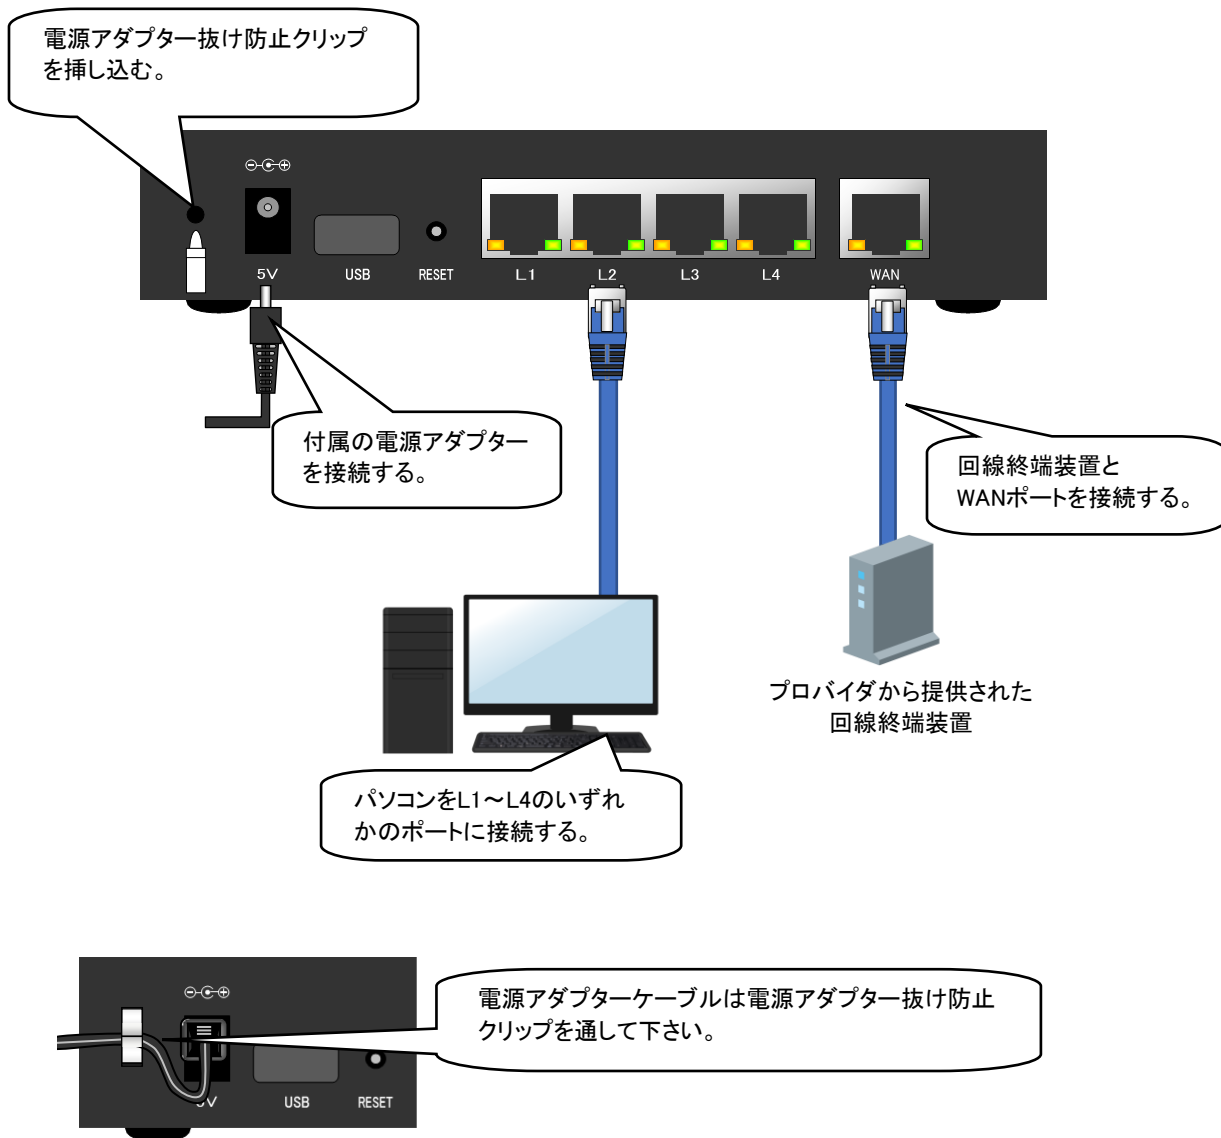 電源アダプター抜け防止クリップ
を挿し込む。
5V
USB
RESET
L1
L2
L3
L4
WAN
付属の電源アダプター
を接続する。
回線終端装置と
WANポートを接続する。
プロバイダから提供された
回線終端装置
パソコンをL1～L4のいずれ
かのポートに接続する。
電源アダプターケーブルは電源アダプター抜け防止
クリップを通して下さい。
5V
USB
RESET